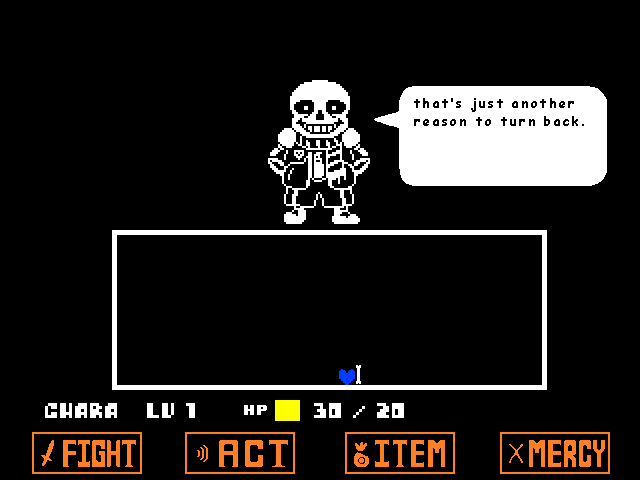 that's just another
reason to turn back.
CHARA LV 1 HP 30 / 20
FIGHT ACT ITEM MERCY